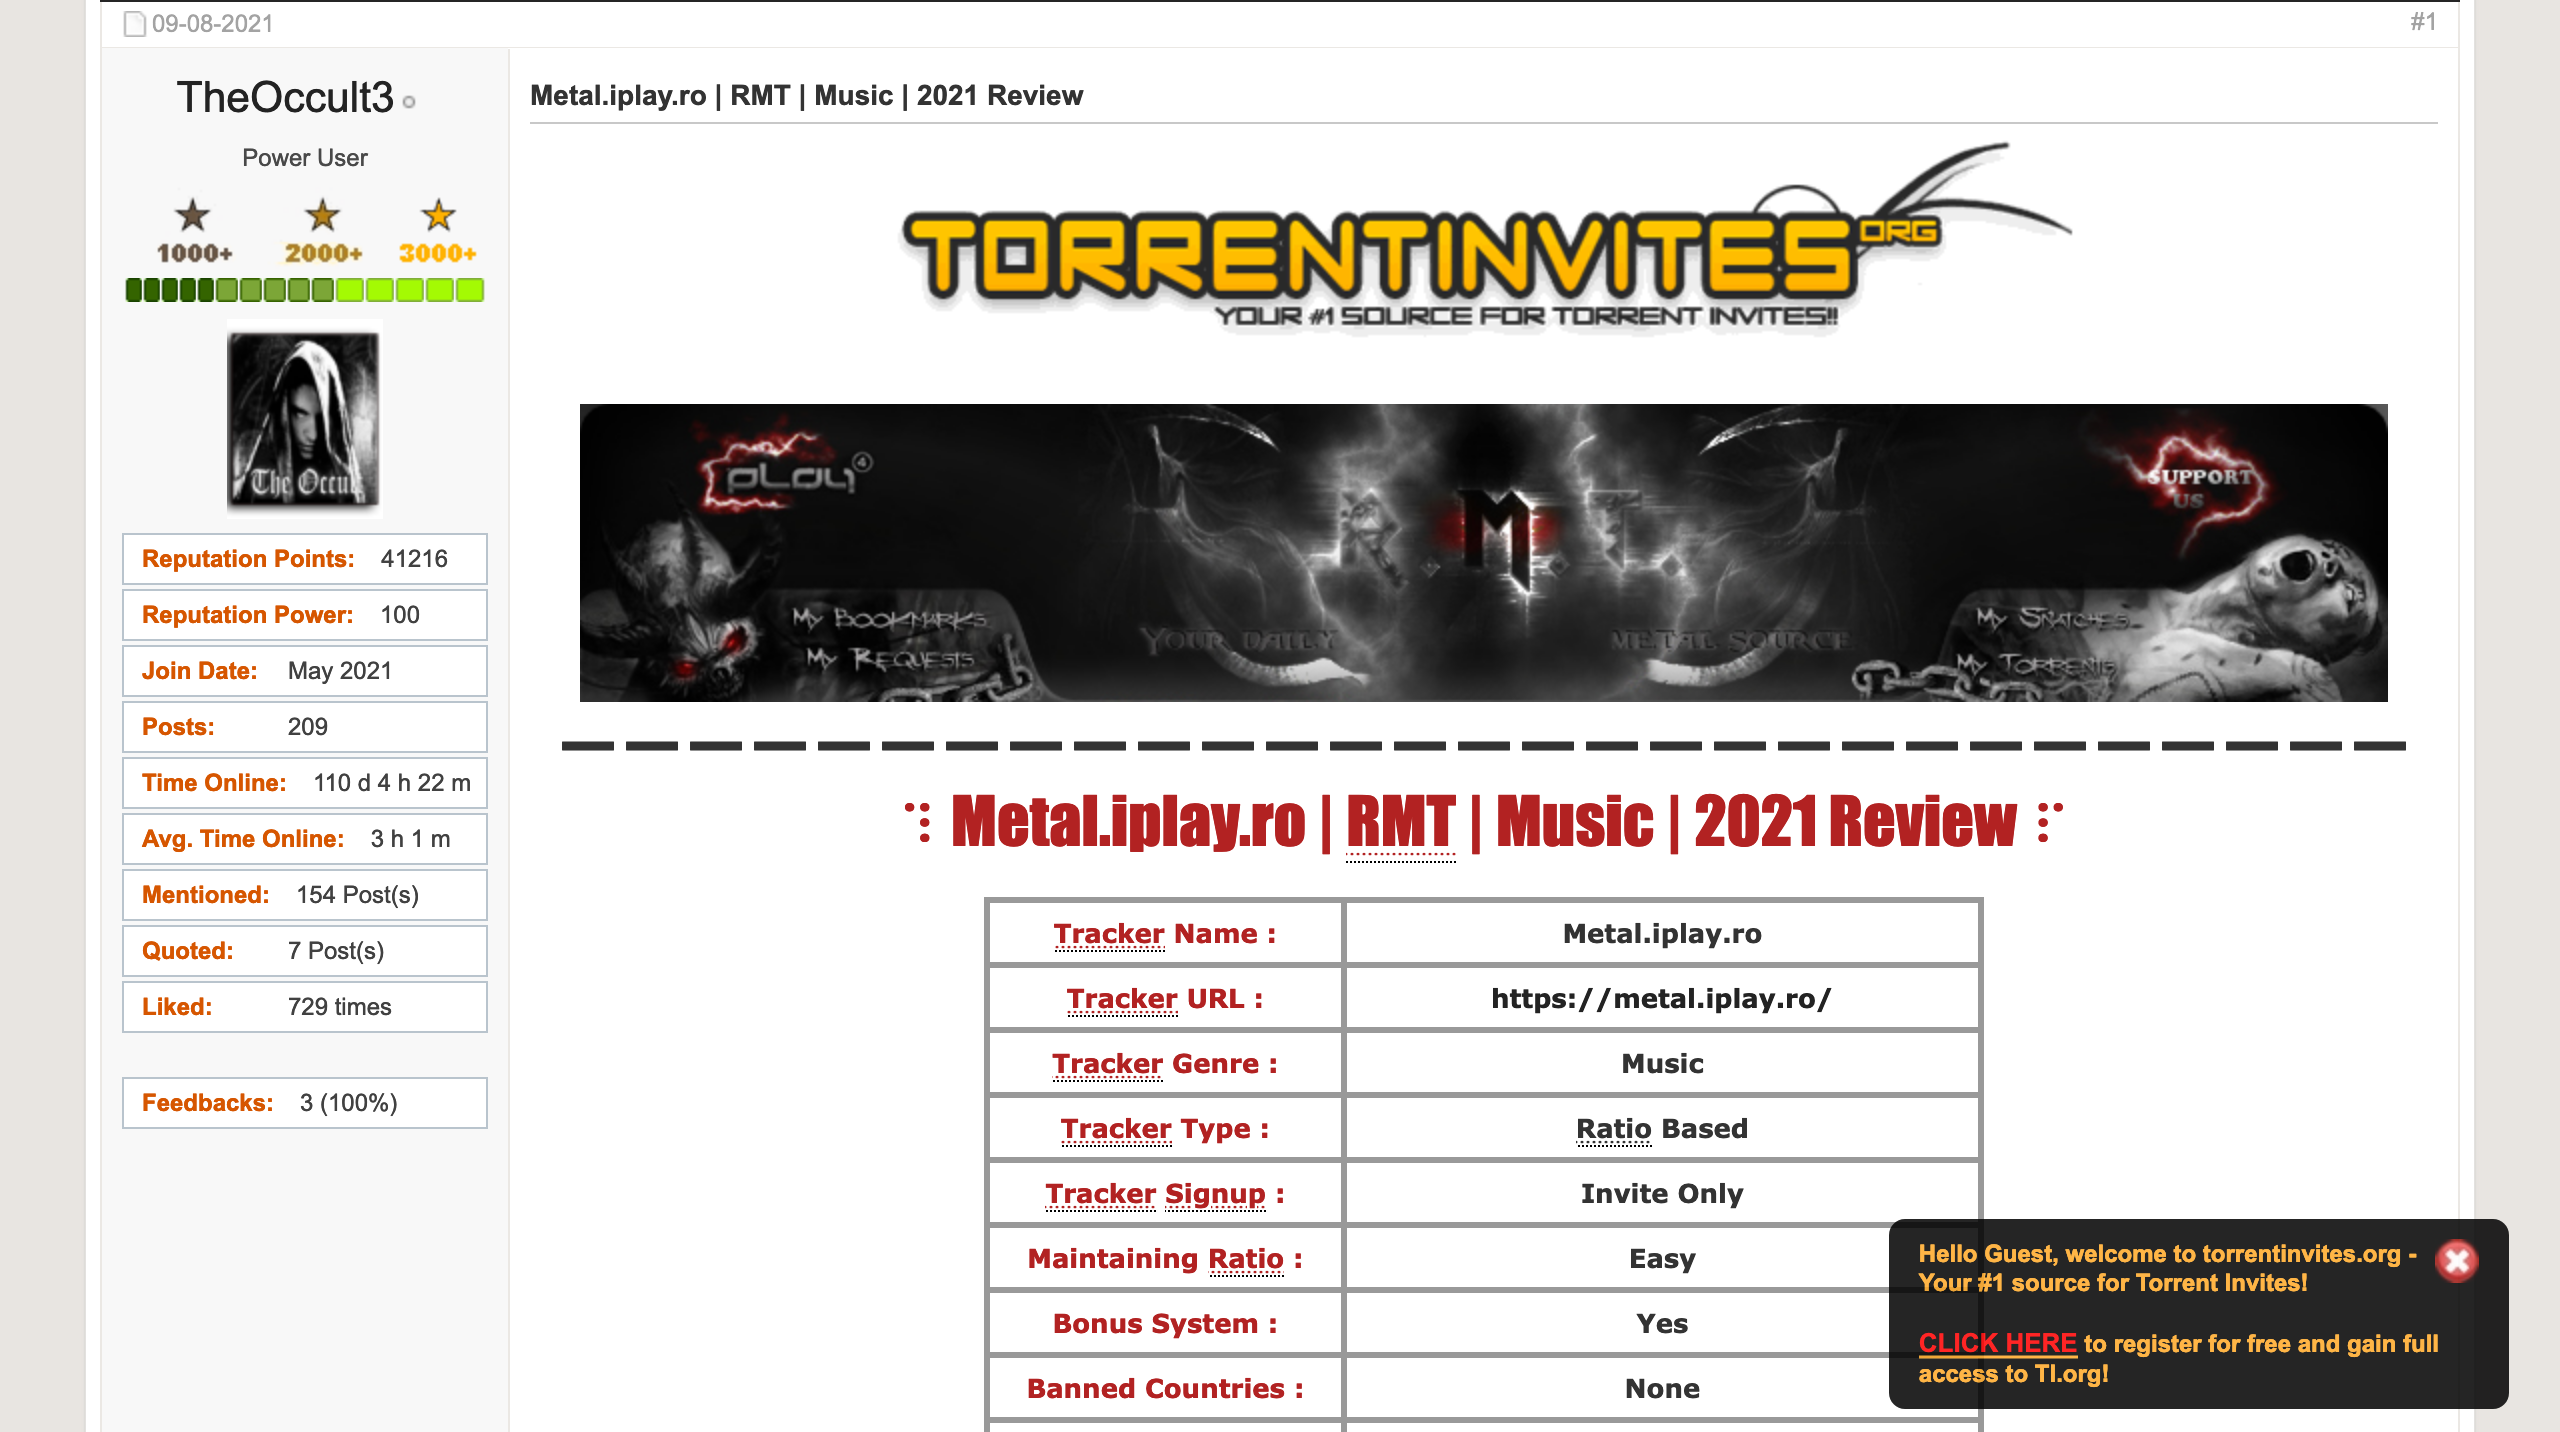 09-08-2021
#1
TheOccult3
Power User
1000+ 2000+ 3000+
The Occult
Reputation Points: 41216
Reputation Power: 100
Join Date: May 2021
Posts: 209
Time Online: 110 d 4 h 22 m
Avg. Time Online: 3 h 1 m
Mentioned: 154 Post(s)
Quoted: 7 Post(s)
Liked: 729 times
Feedbacks: 3 (100%)
Metal.iplay.ro | RMT | Music | 2021 Review
TORRENTINVITES ORG
YOUR #1 SOURCE FOR TORRENT INVITES!!
PLAY 4
R.M.T.
SUPPORT
US
MY BOOKMARKS
MY REQUESTS
YOUR DAILY METAL SOURCE
MY SNATCHES
MY TORRENTS
Metal.iplay.ro | RMT | Music | 2021 Review
Tracker Name : Metal.iplay.ro
Tracker URL : https://metal.iplay.ro/
Tracker Genre : Music
Tracker Type : Ratio Based
Tracker Signup : Invite Only
Maintaining Ratio : Easy
Bonus System : Yes
Banned Countries : None
Hello Guest, welcome to torrentinvites.org -
Your #1 source for Torrent Invites!
CLICK HERE to register for free and gain full
access to TI.org!